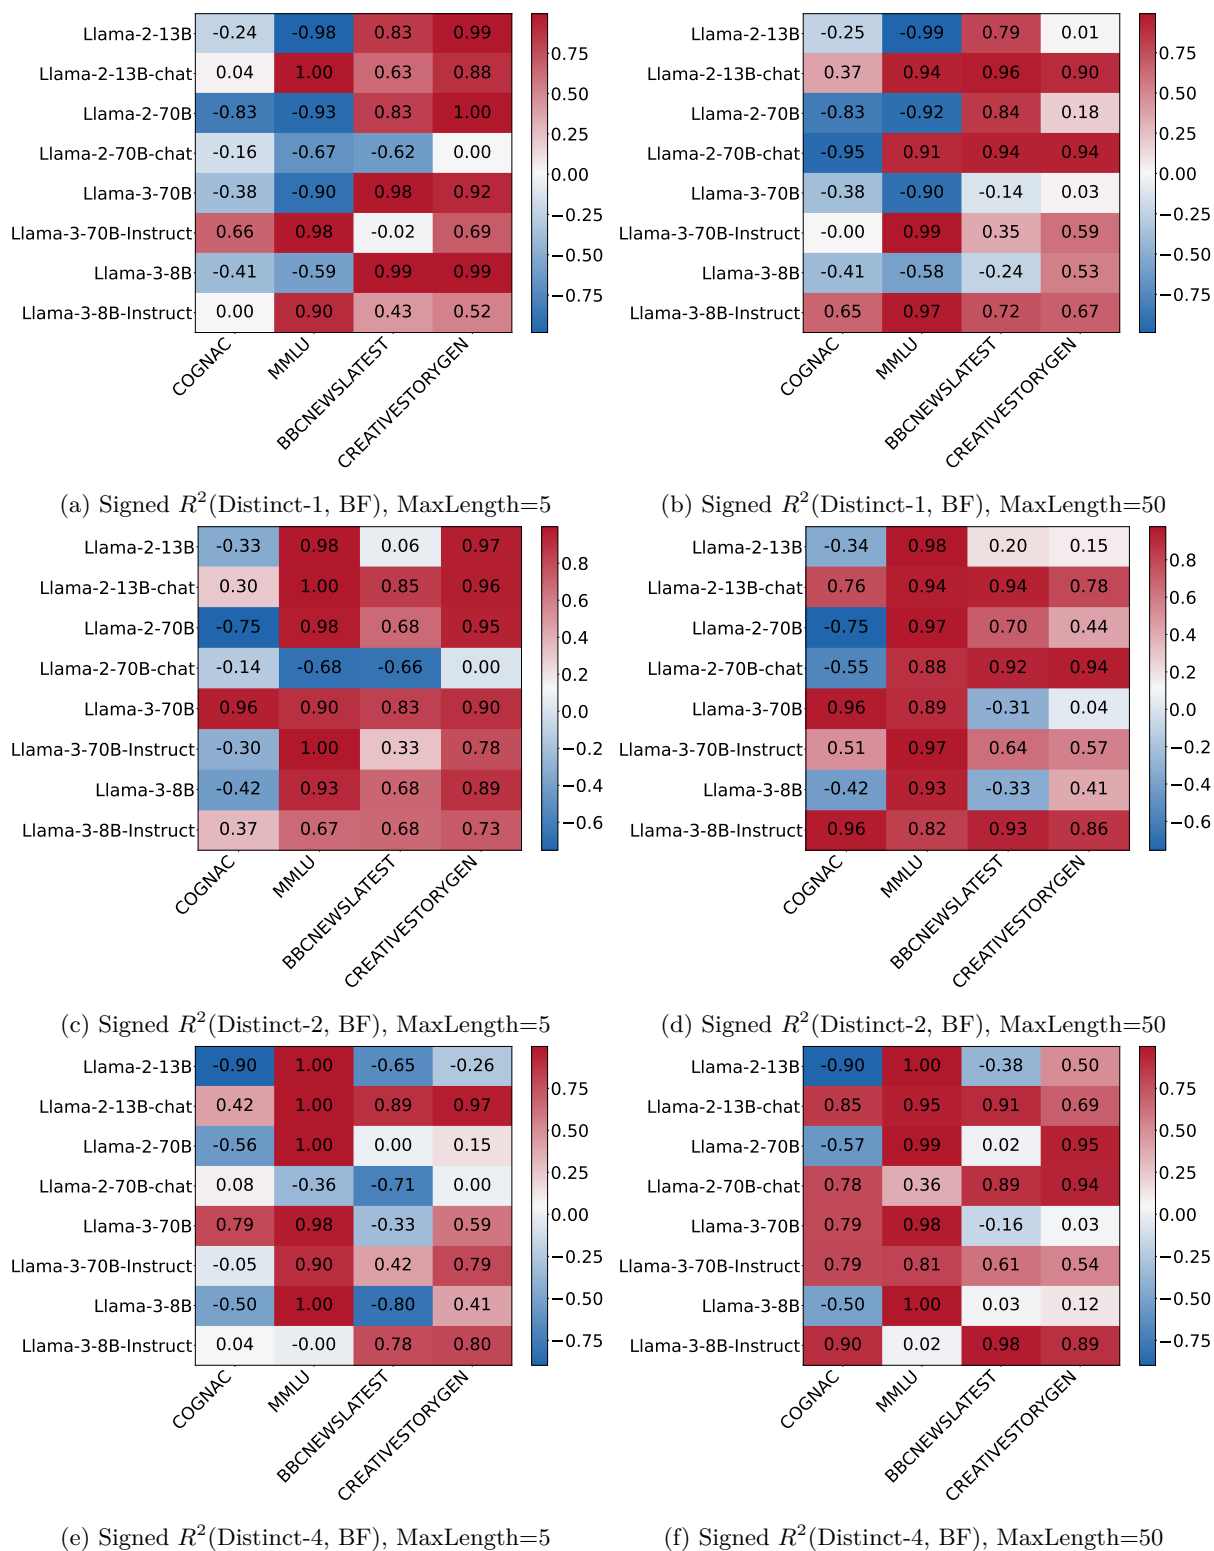 Llama-2-13B -0.24 -0.98 0.83 0.99
Llama-2-13B-chat 0.04 1.00 0.63 0.88
Llama-2-70B -0.83 -0.93 0.83 1.00
Llama-2-70B-chat -0.16 -0.67 -0.62 0.00
Llama-3-70B -0.38 -0.90 0.98 0.92
Llama-3-70B-Instruct 0.66 0.98 -0.02 0.69
Llama-3-8B -0.41 -0.59 0.99 0.99
Llama-3-8B-Instruct 0.00 0.90 0.43 0.52
COGNAC
MMLU
BBCNEWSLATEST
CREATIVESTORYGEN
0.75
0.50
0.25
0.00
−0.25
−0.50
−0.75
(a) Signed R²(Distinct-1, BF), MaxLength=5
Llama-2-13B -0.25 -0.99 0.79 0.01
Llama-2-13B-chat 0.37 0.94 0.96 0.90
Llama-2-70B -0.83 -0.92 0.84 0.18
Llama-2-70B-chat -0.95 0.91 0.94 0.94
Llama-3-70B -0.38 -0.90 -0.14 0.03
Llama-3-70B-Instruct -0.00 0.99 0.35 0.59
Llama-3-8B -0.41 -0.58 -0.24 0.53
Llama-3-8B-Instruct 0.65 0.97 0.72 0.67
COGNAC
MMLU
BBCNEWSLATEST
CREATIVESTORYGEN
0.75
0.50
0.25
0.00
−0.25
−0.50
−0.75
(b) Signed R²(Distinct-1, BF), MaxLength=50
Llama-2-13B -0.33 0.98 0.06 0.97
Llama-2-13B-chat 0.30 1.00 0.85 0.96
Llama-2-70B -0.75 0.98 0.68 0.95
Llama-2-70B-chat -0.14 -0.68 -0.66 0.00
Llama-3-70B 0.96 0.90 0.83 0.90
Llama-3-70B-Instruct -0.30 1.00 0.33 0.78
Llama-3-8B -0.42 0.93 0.68 0.89
Llama-3-8B-Instruct 0.37 0.67 0.68 0.73
COGNAC
MMLU
BBCNEWSLATEST
CREATIVESTORYGEN
0.8
0.6
0.4
0.2
0.0
−0.2
−0.4
−0.6
(c) Signed R²(Distinct-2, BF), MaxLength=5
Llama-2-13B -0.34 0.98 0.20 0.15
Llama-2-13B-chat 0.76 0.94 0.94 0.78
Llama-2-70B -0.75 0.97 0.70 0.44
Llama-2-70B-chat -0.55 0.88 0.92 0.94
Llama-3-70B 0.96 0.89 -0.31 0.04
Llama-3-70B-Instruct 0.51 0.97 0.64 0.57
Llama-3-8B -0.42 0.93 -0.33 0.41
Llama-3-8B-Instruct 0.96 0.82 0.93 0.86
COGNAC
MMLU
BBCNEWSLATEST
CREATIVESTORYGEN
0.8
0.6
0.4
0.2
0.0
−0.2
−0.4
−0.6
(d) Signed R²(Distinct-2, BF), MaxLength=50
Llama-2-13B -0.90 1.00 -0.65 -0.26
Llama-2-13B-chat 0.42 1.00 0.89 0.97
Llama-2-70B -0.56 1.00 0.00 0.15
Llama-2-70B-chat 0.08 -0.36 -0.71 0.00
Llama-3-70B 0.79 0.98 -0.33 0.59
Llama-3-70B-Instruct -0.05 0.90 0.42 0.79
Llama-3-8B -0.50 1.00 -0.80 0.41
Llama-3-8B-Instruct 0.04 -0.00 0.78 0.80
COGNAC
MMLU
BBCNEWSLATEST
CREATIVESTORYGEN
0.75
0.50
0.25
0.00
−0.25
−0.50
−0.75
(e) Signed R²(Distinct-4, BF), MaxLength=5
Llama-2-13B -0.90 1.00 -0.38 0.50
Llama-2-13B-chat 0.85 0.95 0.91 0.69
Llama-2-70B -0.57 0.99 0.02 0.95
Llama-2-70B-chat 0.78 0.36 0.89 0.94
Llama-3-70B 0.79 0.98 -0.16 0.03
Llama-3-70B-Instruct 0.79 0.81 0.61 0.54
Llama-3-8B -0.50 1.00 0.03 0.12
Llama-3-8B-Instruct 0.90 0.02 0.98 0.89
COGNAC
MMLU
BBCNEWSLATEST
CREATIVESTORYGEN
0.75
0.50
0.25
0.00
−0.25
−0.50
−0.75
(f) Signed R²(Distinct-4, BF), MaxLength=50